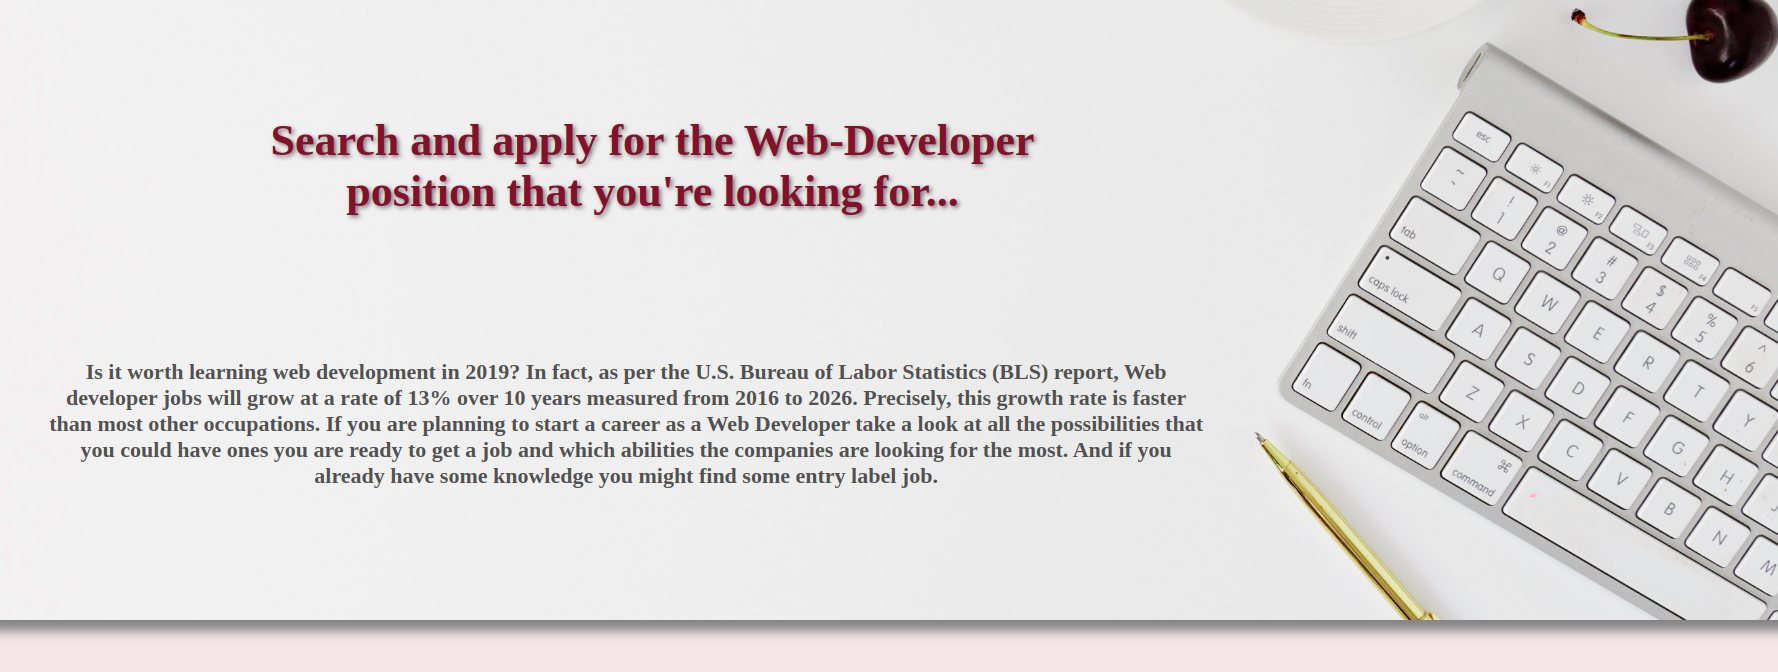 Search and apply for the Web-Developer
position that you're looking for...
Is it worth learning web development in 2019? In fact, as per the U.S. Bureau of Labor Statistics (BLS) report, Web
developer jobs will grow at a rate of 13% over 10 years measured from 2016 to 2026. Precisely, this growth rate is faster
than most other occupations. If you are planning to start a career as a Web Developer take a look at all the possibilities that
you could have ones you are ready to get a job and which abilities the companies are looking for the most. And if you
already have some knowledge you might find some entry label job.
esc
F1
F2
F3
F4
F5
~
! 1
@ 2
# 3
$ 4
% 5
^ 6
tab
Q
W
E
R
T
Y
caps lock
A
S
D
F
G
H
J
shift
Z
X
C
V
B
N
M
fn
control
alt
option
⌘
command